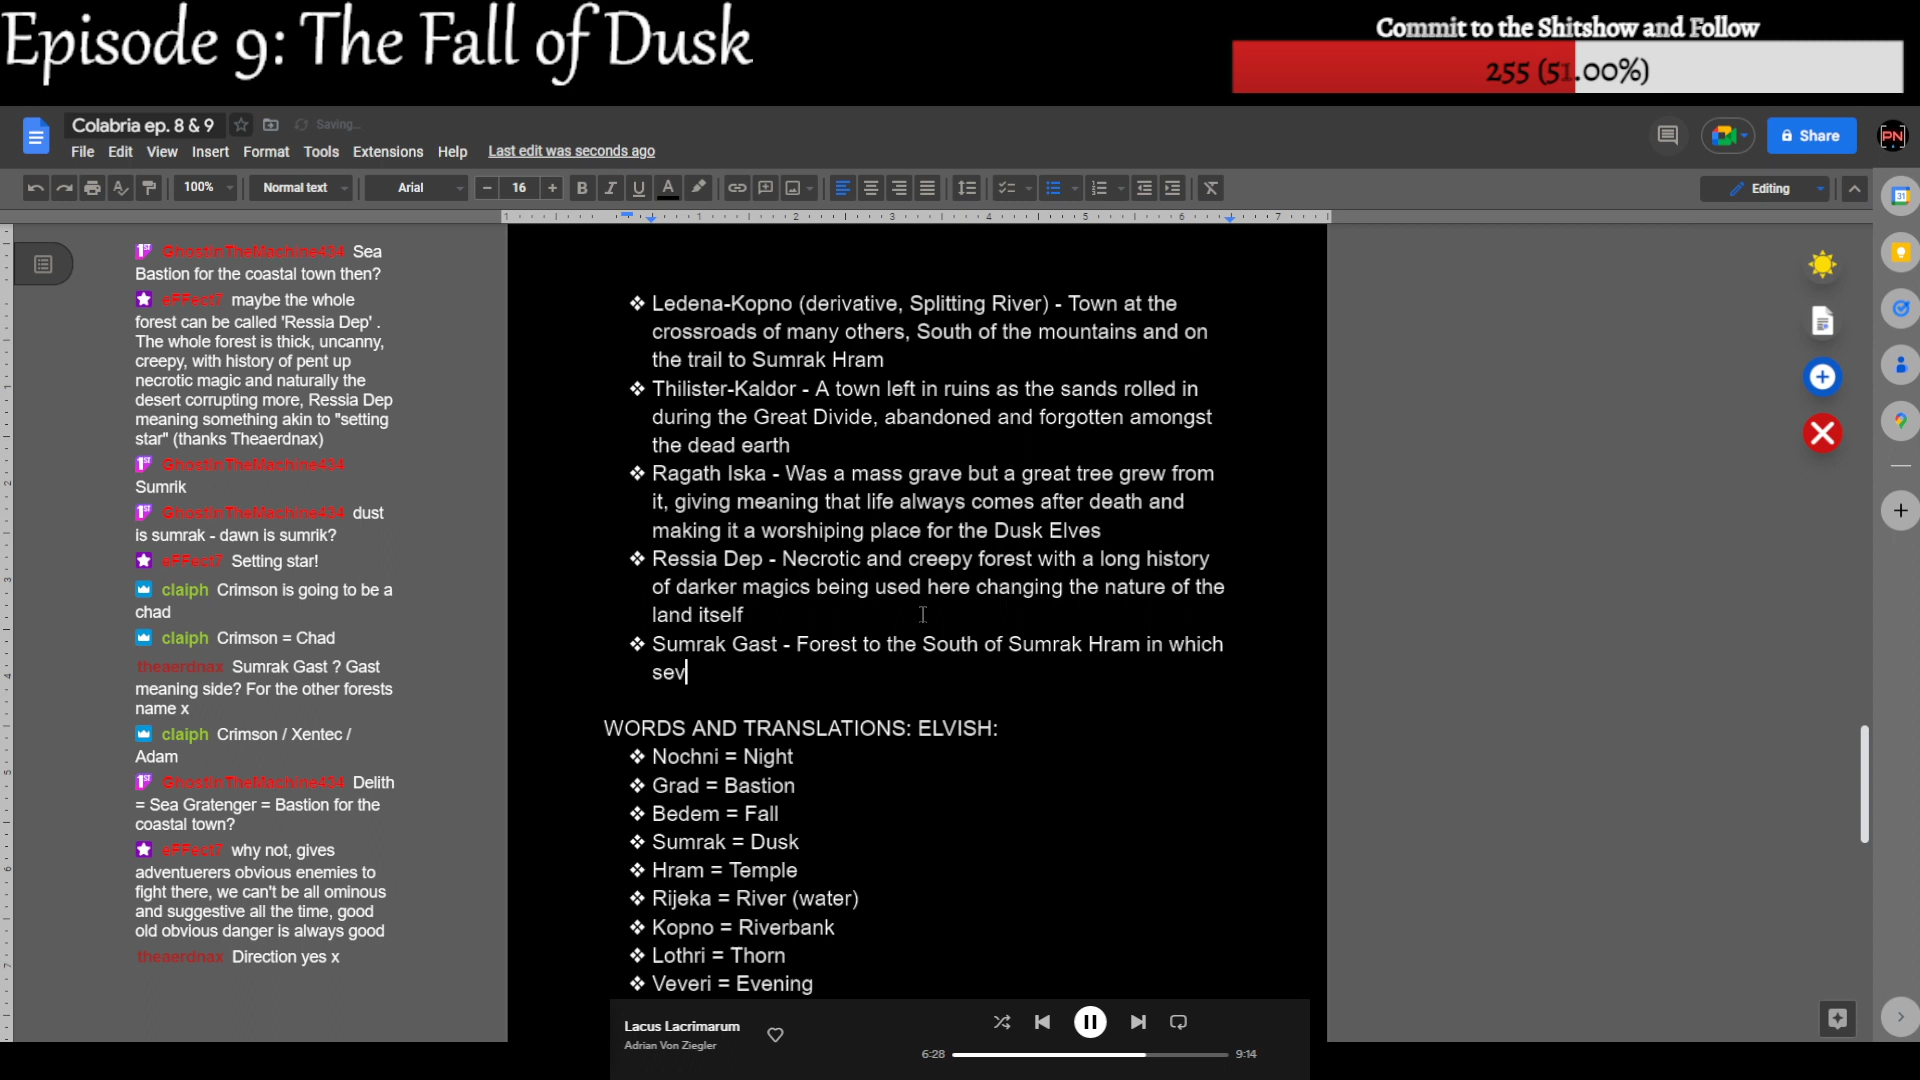 Episode 9: The Fall of Dusk
Commit to the Shitshow and Follow
255 (51.00%)
Colabria ep. 8 & 9
Saving...
File Edit View Insert Format Tools Extensions Help Last edit was seconds ago
Share
PN
100% Normal text Arial 16
Editing
GhostInTheMachine434 Sea
Bastion for the coastal town then?
eFFect7 maybe the whole
forest can be called 'Ressia Dep' .
The whole forest is thick, uncanny,
creepy, with history of pent up
necrotic magic and naturally the
desert corrupting more, Ressia Dep
meaning something akin to "setting
star" (thanks Theaerdnax)
GhostInTheMachine434
Sumrik
GhostInTheMachine434 dust
is sumrak - dawn is sumrik?
eFFect7 Setting star!
claiph Crimson is going to be a
chad
claiph Crimson = Chad
theaerdnax Sumrak Gast ? Gast
meaning side? For the other forests
name x
claiph Crimson / Xentec /
Adam
GhostInTheMachine434 Delith
= Sea Gratenger = Bastion for the
coastal town?
eFFect7 why not, gives
adventuerers obvious enemies to
fight there, we can't be all ominous
and suggestive all the time, good
old obvious danger is always good
theaerdnax Direction yes x
❖ Ledena-Kopno (derivative, Splitting River) - Town at the
crossroads of many others, South of the mountains and on
the trail to Sumrak Hram
❖ Thilister-Kaldor - A town left in ruins as the sands rolled in
during the Great Divide, abandoned and forgotten amongst
the dead earth
❖ Ragath Iska - Was a mass grave but a great tree grew from
it, giving meaning that life always comes after death and
making it a worshiping place for the Dusk Elves
❖ Ressia Dep - Necrotic and creepy forest with a long history
of darker magics being used here changing the nature of the
land itself
❖ Sumrak Gast - Forest to the South of Sumrak Hram in which
sev
WORDS AND TRANSLATIONS: ELVISH:
❖ Nochni = Night
❖ Grad = Bastion
❖ Bedem = Fall
❖ Sumrak = Dusk
❖ Hram = Temple
❖ Rijeka = River (water)
❖ Kopno = Riverbank
❖ Lothri = Thorn
❖ Veveri = Evening
Lacus Lacrimarum
Adrian Von Ziegler
6:28
9:14